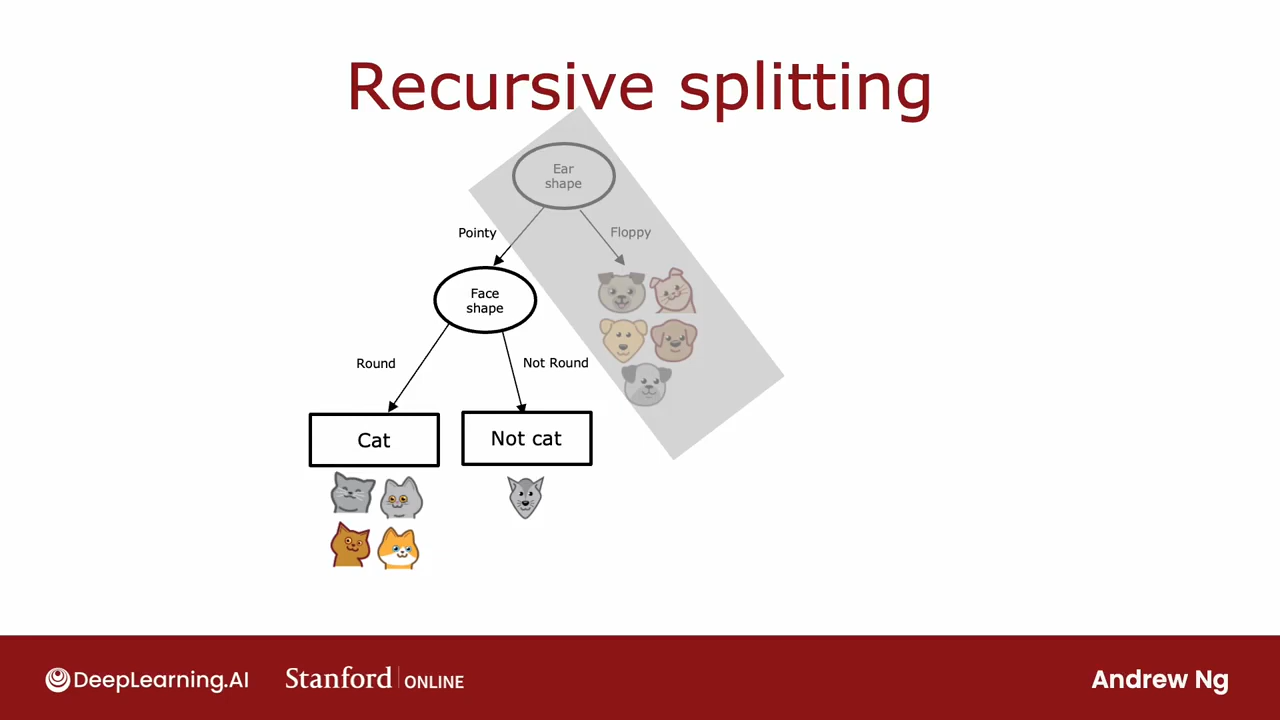 Recursive splitting
Ear
shape
Pointy
Floppy
Face
shape
Round
Not Round
Cat
Not cat
DeepLearning.AI
Stanford ONLINE
Andrew Ng